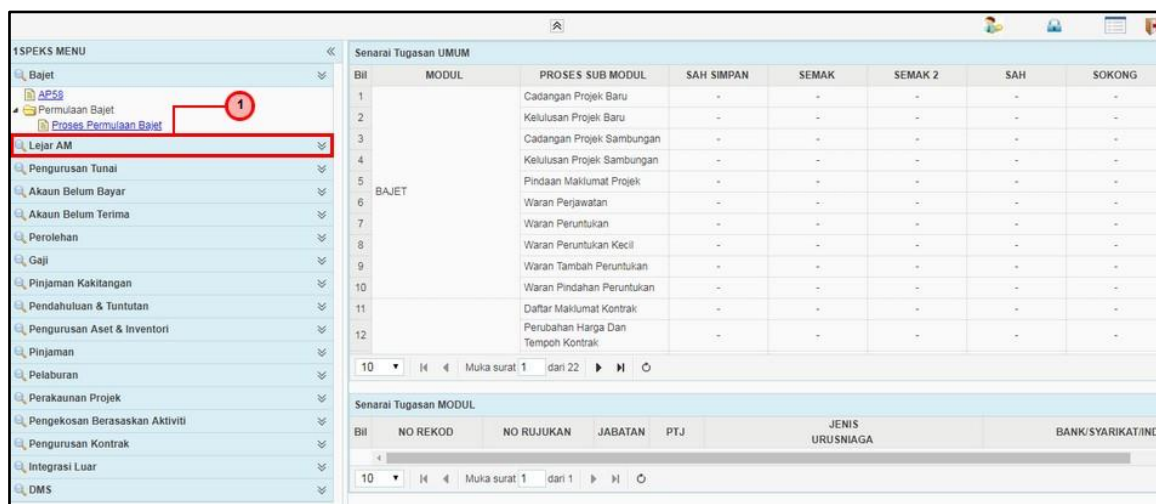 1SPEKS MENU
Bajet
AP58
Permulaan Bajet
Proses Permulaan Bajet
1
Lejar AM
Pengurusan Tunai
Akaun Belum Bayar
Akaun Belum Terima
Perolehan
Gaji
Pinjaman Kakitangan
Pendahuluan & Tuntutan
Pengurusan Aset & Inventori
Pinjaman
Pelaburan
Perakaunan Projek
Pengekosan Berasaskan Aktiviti
Pengurusan Kontrak
Integrasi Luar
DMS
Senarai Tugasan UMUM
Bil MODUL PROSES SUB MODUL SAH SIMPAN SEMAK SEMAK 2 SAH SOKONG
1 Cadangan Projek Baru - - - - -
2 Kelulusan Projek Baru - - - - -
3 Cadangan Projek Sambungan - - - - -
4 Kelulusan Projek Sambungan - - - - -
5 Pindaan Maklumat Projek - - - - -
BAJET
6 Waran Perjawatan - - - - -
7 Waran Peruntukan - - - - -
8 Waran Peruntukan Kecil - - - - -
9 Waran Tambah Peruntukan - - - - -
10 Waran Pindahan Peruntukan - - - - -
11 Daftar Maklumat Kontrak - - - - -
12 Perubahan Harga Dan
Tempoh Kontrak - - - - -
10 Muka surat 1 dari 22
Senarai Tugasan MODUL
Bil NO REKOD NO RUJUKAN JABATAN PTJ JENIS
URUSNIAGA BANK/SYARIKAT/IND
10 Muka surat 1 dari 1